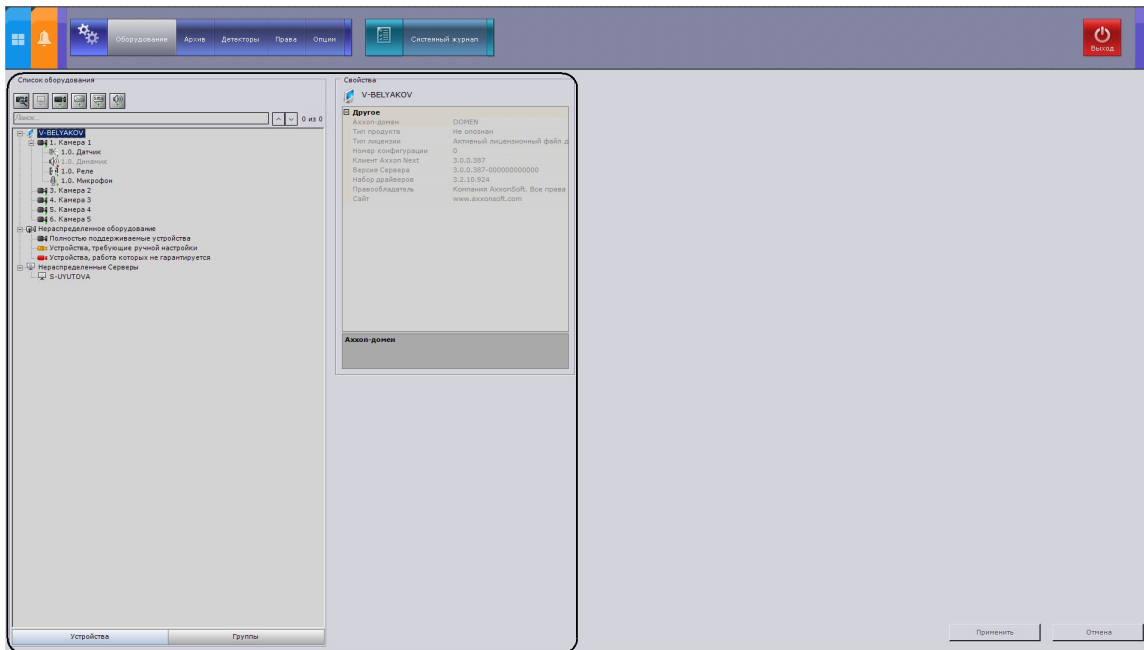 Оборудование Архив Детекторы Права Опции
Системный журнал
Выход
Список оборудования
Поиск...
0 из 0
V-BELYAKOV
1. Камера 1
1.0. Датчик
1.0. Динамик
1.0. Реле
1.0. Микрофон
3. Камера 2
4. Камера 3
5. Камера 4
6. Камера 5
Нераспределенное оборудование
Полностью поддерживаемые устройства
Устройства, требующие ручной настройки
Устройства, работа которых не гарантируется
Нераспределенные Серверы
S-UYUTOVA
Устройства Группы
Свойства
V-BELYAKOV
Другое
Axxon-домен DOMEN
Тип продукта Не опознан
Тип лицензии Активный лицензионный файл д
Номер конфигурации 0
Клиент Axxon Next 3.0.0.387
Версия Сервера 3.0.0.387-000000000000
Набор драйверов 3.2.10.924
Правообладатель Компания AxxonSoft. Все права
Сайт www.axxonsoft.com
Axxon-домен
Применить Отмена